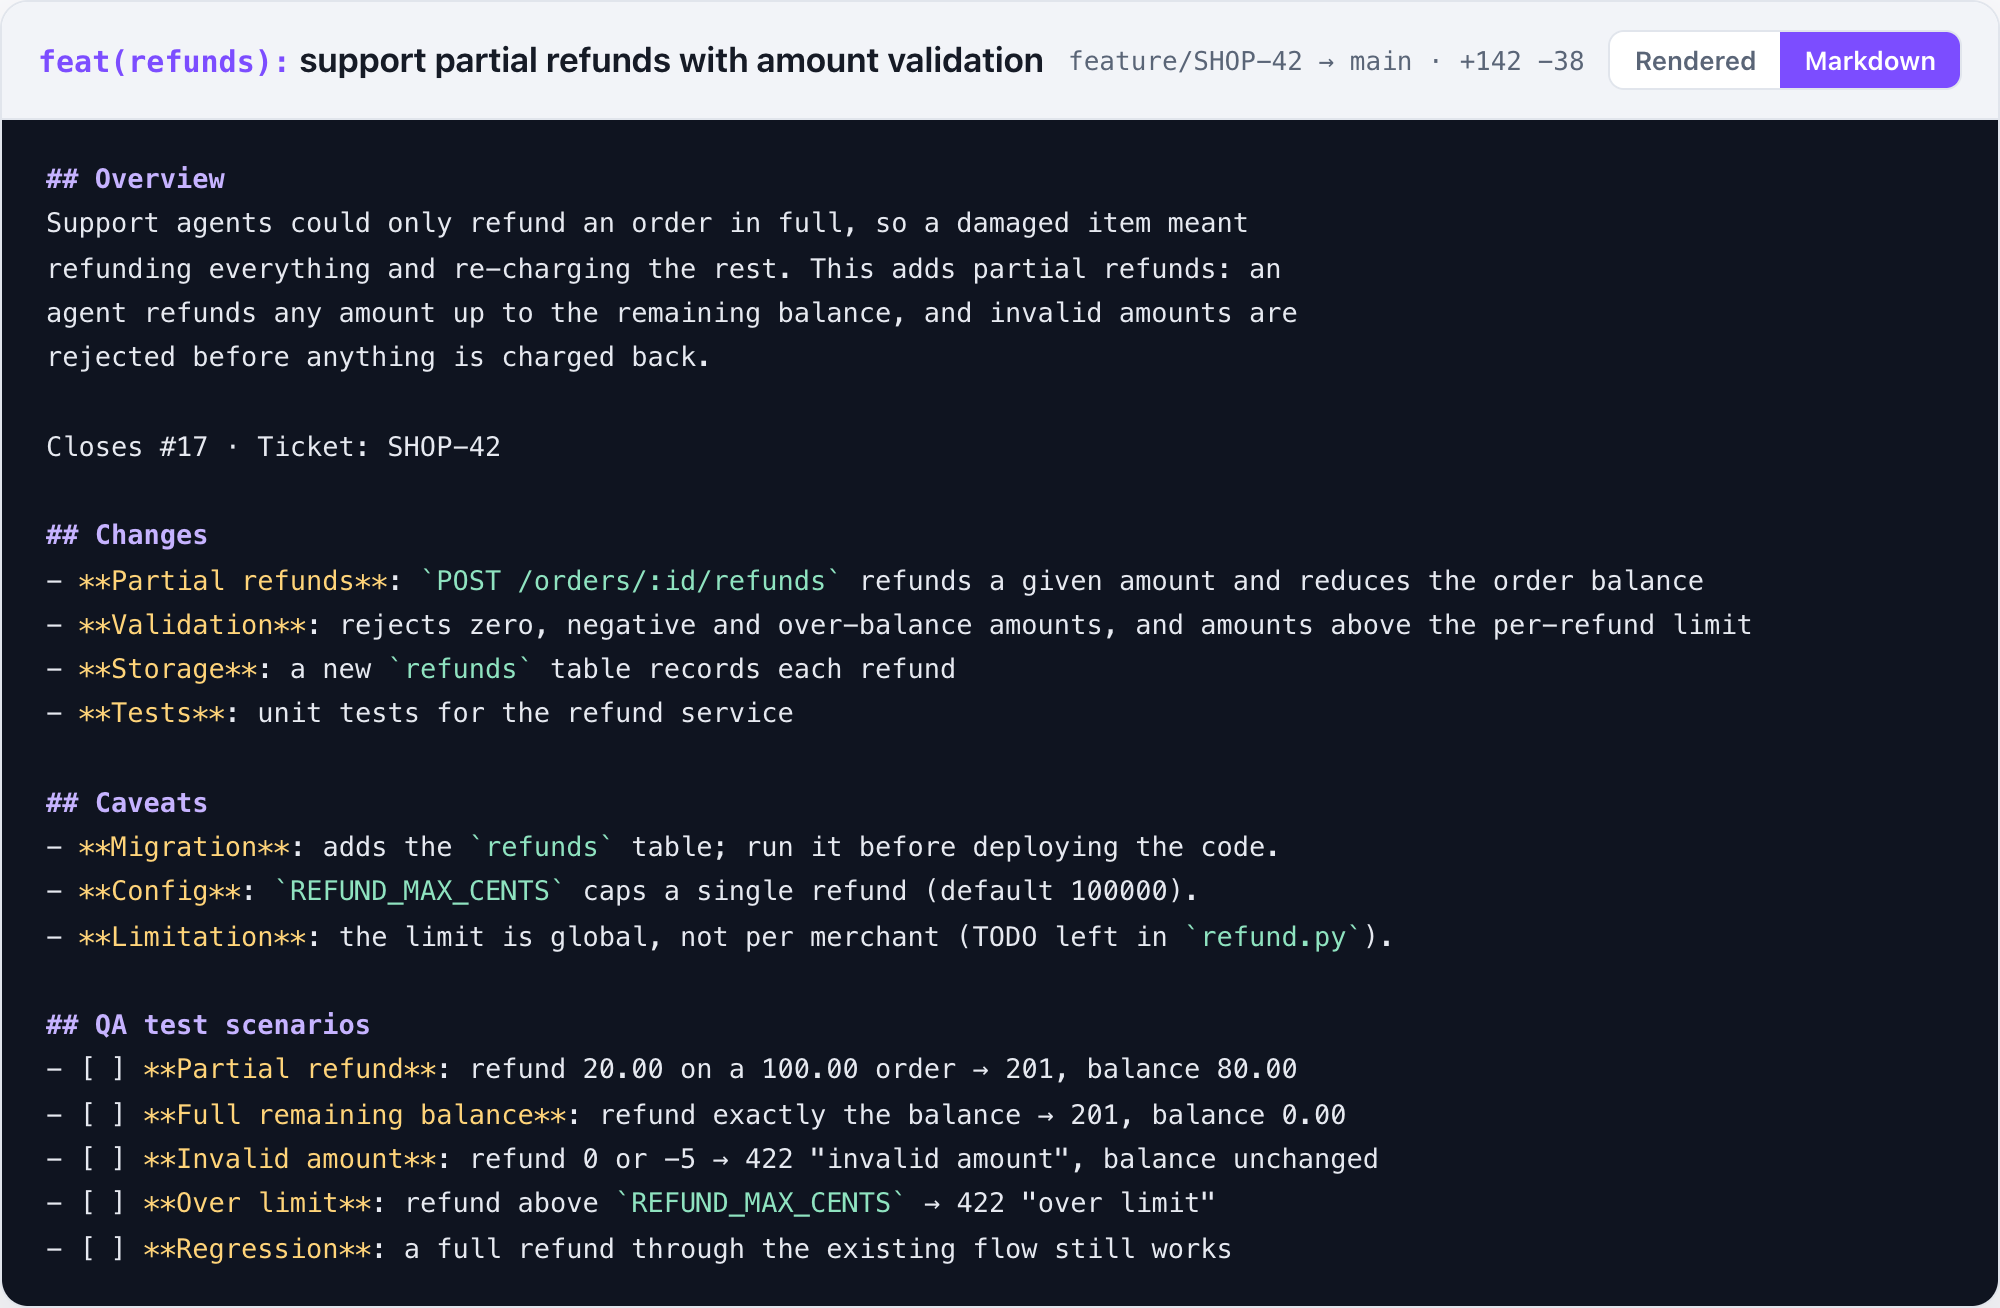 feat(refunds): support partial refunds with amount validation feature/SHOP-42 → main · +142 -38 Rendered Markdown
## Overview
Support agents could only refund an order in full, so a damaged item meant
refunding everything and re-charging the rest. This adds partial refunds: an
agent refunds any amount up to the remaining balance, and invalid amounts are
rejected before anything is charged back.
Closes #17 · Ticket: SHOP-42
## Changes
- **Partial refunds**: `POST /orders/:id/refunds` refunds a given amount and reduces the order balance
- **Validation**: rejects zero, negative and over-balance amounts, and amounts above the per-refund limit
- **Storage**: a new `refunds` table records each refund
- **Tests**: unit tests for the refund service
## Caveats
- **Migration**: adds the `refunds` table; run it before deploying the code.
- **Config**: `REFUND_MAX_CENTS` caps a single refund (default 100000).
- **Limitation**: the limit is global, not per merchant (TODO left in `refund.py`).
## QA test scenarios
- [ ] **Partial refund**: refund 20.00 on a 100.00 order → 201, balance 80.00
- [ ] **Full remaining balance**: refund exactly the balance → 201, balance 0.00
- [ ] **Invalid amount**: refund 0 or -5 → 422 "invalid amount", balance unchanged
- [ ] **Over limit**: refund above `REFUND_MAX_CENTS` → 422 "over limit"
- [ ] **Regression**: a full refund through the existing flow still works